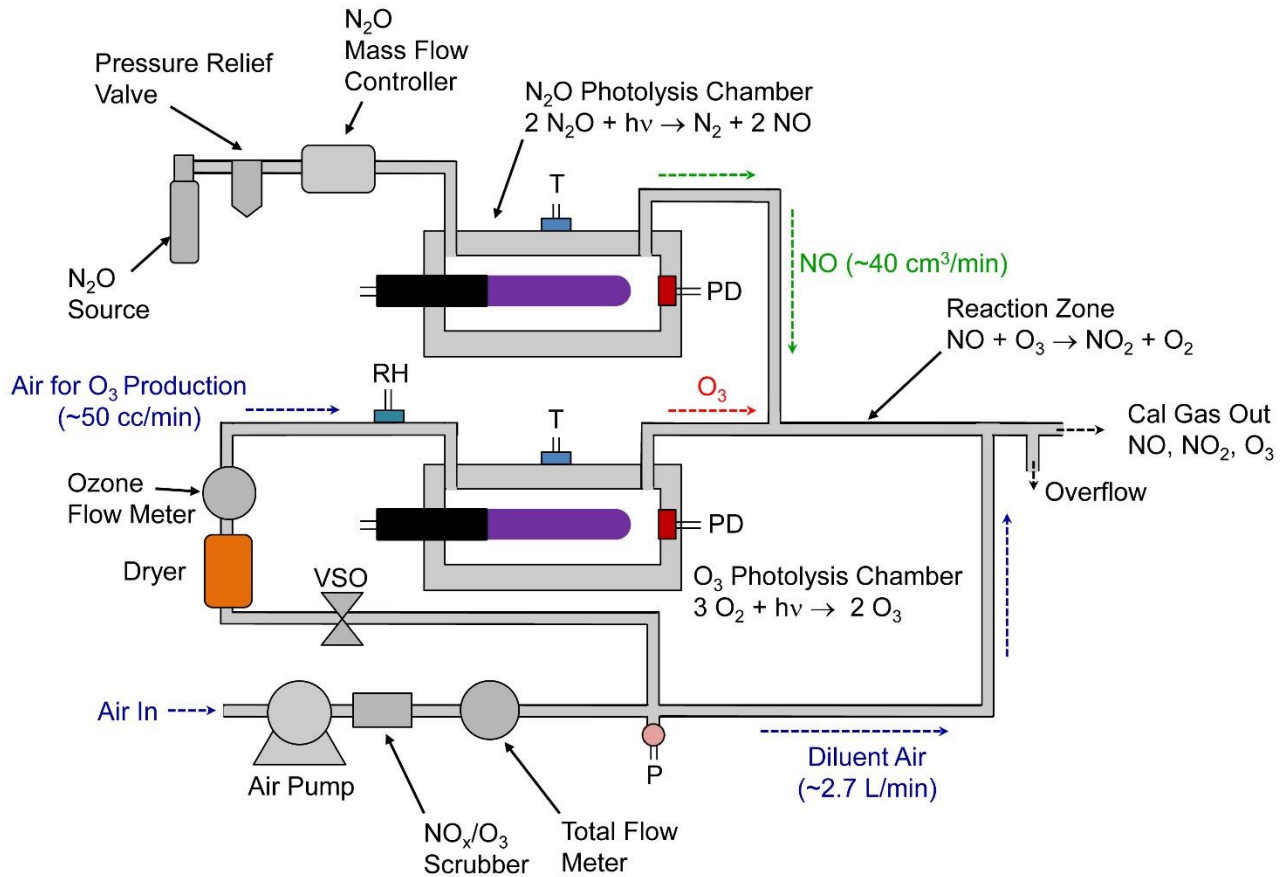 N₂O
Mass Flow
Controller
Pressure Relief
Valve
N₂O Photolysis Chamber
2 N₂O + hν → N₂ + 2 NO
T
N₂O
Source
PD
NO (~40 cm³/min)
Reaction Zone
NO + O₃ → NO₂ + O₂
Air for O₃ Production
(~50 cc/min)
RH
T
O₃
Cal Gas Out
NO, NO₂, O₃
Ozone
Flow Meter
Overflow
PD
Dryer
VSO
O₃ Photolysis Chamber
3 O₂ + hν → 2 O₃
Air In
Air Pump
P
Diluent Air
(~2.7 L/min)
NOₓ/O₃
Scrubber
Total Flow
Meter